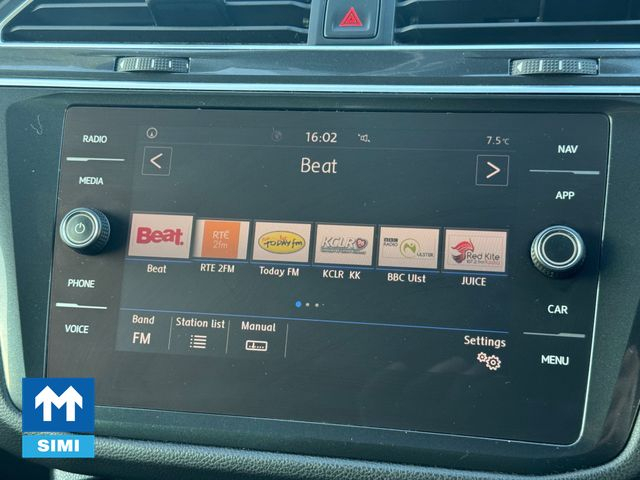 16:02
7.5°C
RADIO
NAV
Beat
MEDIA
APP
Beat
RTÉ
2fm
TODAY FM
KCLR
BBC
RADIO
ULSTER
Red Kite
Beat
RTE 2FM
Today FM
KCLR KK
BBC Ulst
JUICE
PHONE
CAR
VOICE
MENU
Band
FM
Station list
Manual
Settings
SIMI